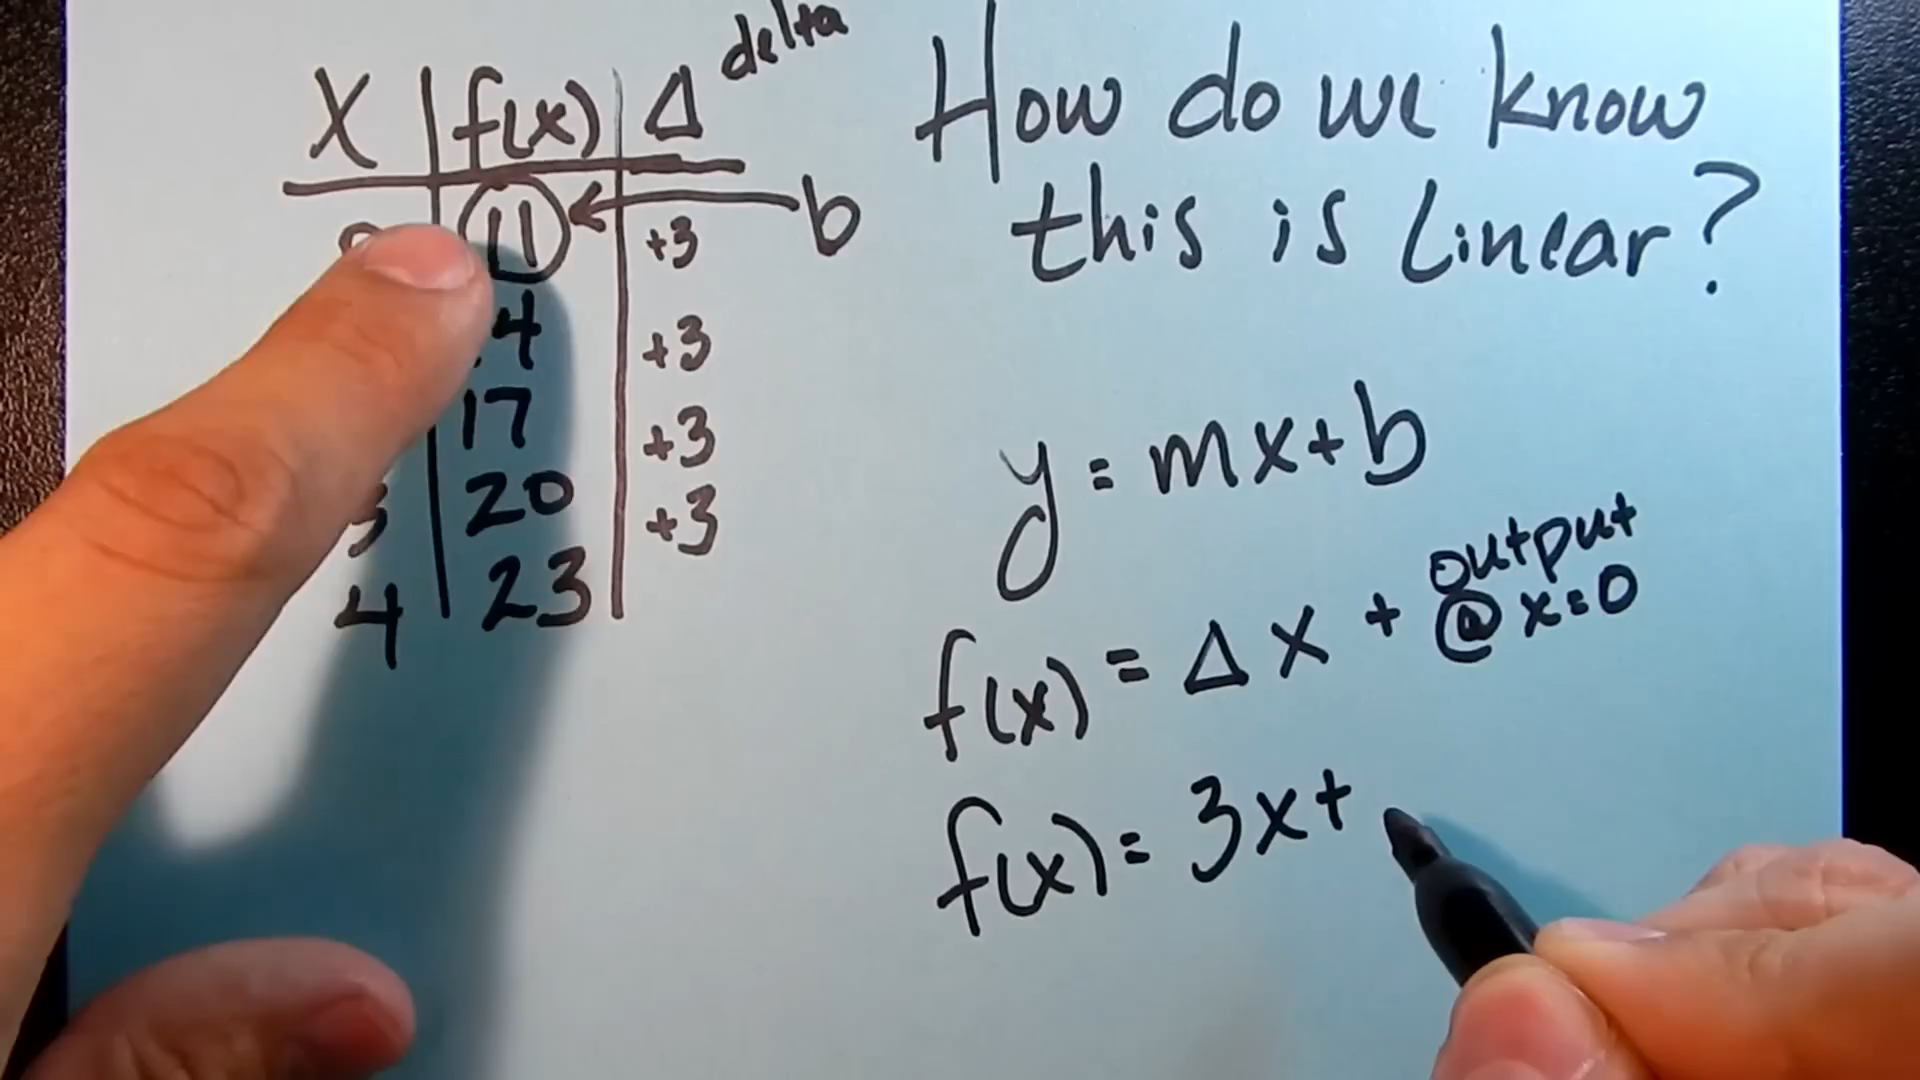 X f(x) Δ delta
11 +3 b
4 +3
17 +3
3 20 +3
4 23
How do we know
this is Linear?
y = mx+b
f(x) = Δ x + output
@ x=0
f(x) = 3x+